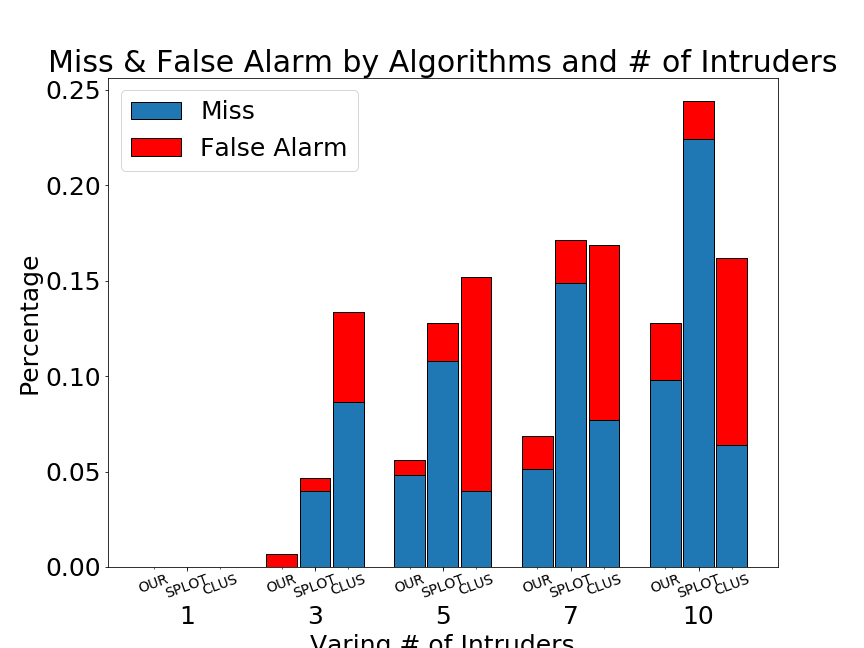 Miss & False Alarm by Algorithms and # of Intruders
Percentage
0.25
0.20
0.15
0.10
0.05
0.00
Miss
False Alarm
OUR SPLOT CLUS OUR SPLOT CLUS OUR SPLOT CLUS OUR SPLOT CLUS OUR SPLOT CLUS
1 3 5 7 10
Varing # of Intruders